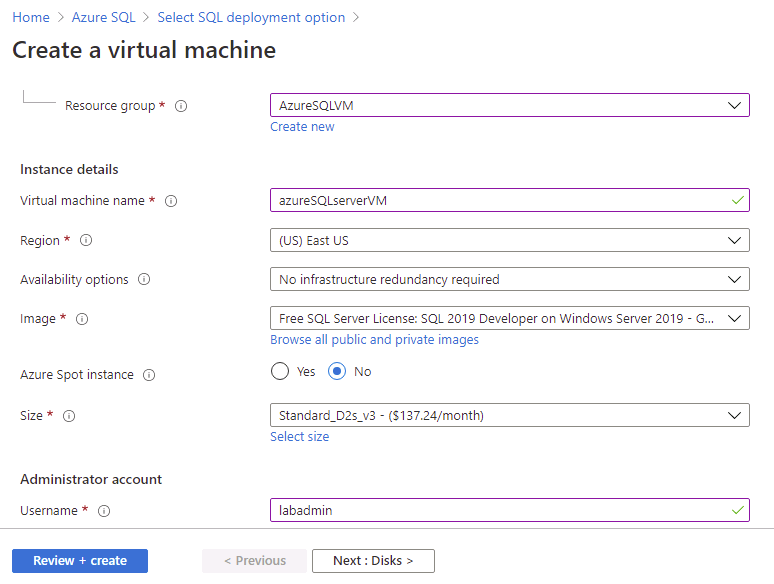 Home > Azure SQL > Select SQL deployment option >
Create a virtual machine
Resource group * AzureSQLVM
Create new
Instance details
Virtual machine name * azureSQLserverVM
Region * (US) East US
Availability options No infrastructure redundancy required
Image * Free SQL Server License: SQL 2019 Developer on Windows Server 2019 - G...
Browse all public and private images
Azure Spot instance Yes No
Size * Standard_D2s_v3 - ($137.24/month)
Select size
Administrator account
Username * labadmin
Review + create < Previous Next : Disks >